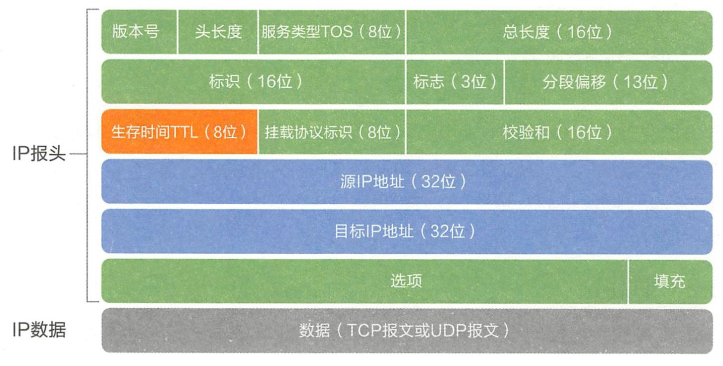 版本号 头长度 服务类型TOS（8位） 总长度（16位）
标识（16位） 标志（3位） 分段偏移（13位）
生存时间TTL（8位） 挂载协议标识（8位） 校验和（16位）
IP报头
源IP地址（32位）
目标IP地址（32位）
选项 填充
IP数据 数据（TCP报文或UDP报文）